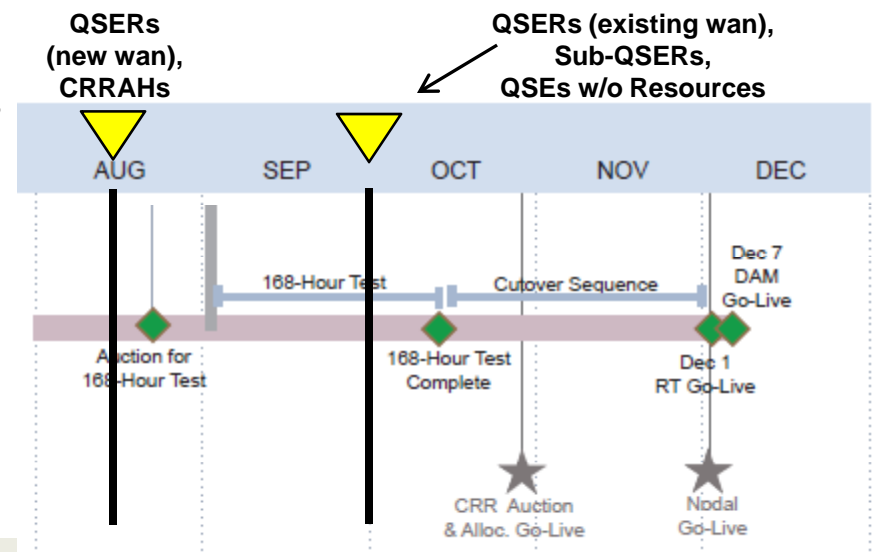 QSERs
(new wan),
CRRAHs
QSERs (existing wan),
Sub-QSERs,
QSEs w/o Resources
AUG SEP OCT NOV DEC
168-Hour Test
Cutover Sequence
Dec 7
DAM
Go-Live
Auction for
168-Hour Test
168-Hour Test
Complete
Dec 1
RT Go-Live
CRR Auction
& Alloc. Go-Live
Nodal
Go-Live